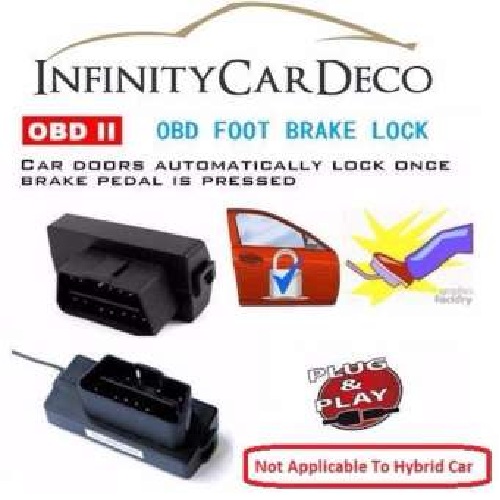 INFINITYCARDECO
OBD II OBD FOOT BRAKE LOCK
CAR DOORS AUTOMATICALLY LOCK ONCE
BRAKE PEDAL IS PRESSED
PLUG
&
PLAY
Not Applicable To Hybrid Car